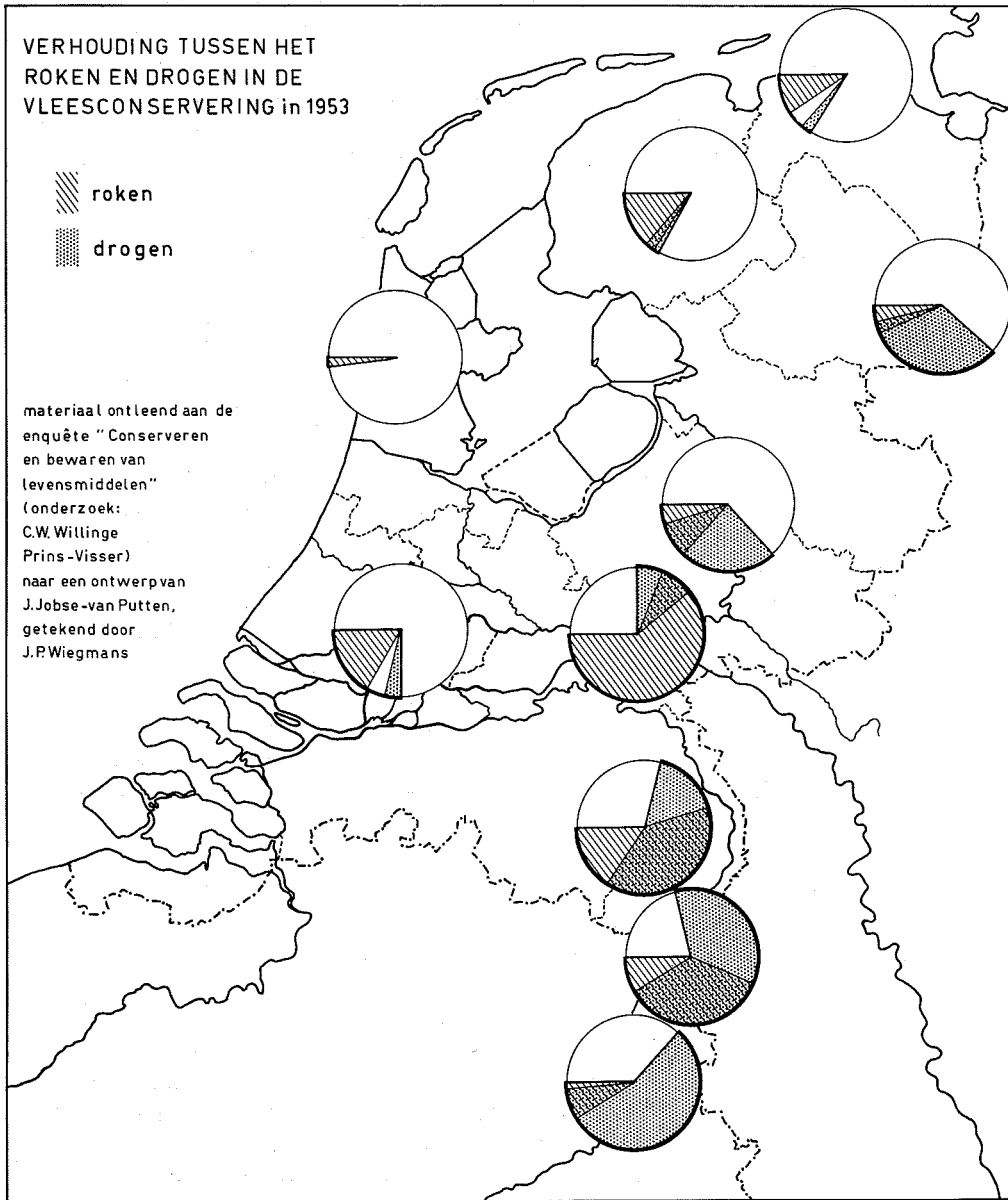 VERHOUDING TUSSEN HET
ROKEN EN DROGEN IN DE
VLEESCONSERVERING in 1953
roken
drogen
materiaal ontleend aan de
enquête "Conserveren
en bewaren van
levensmiddelen"
(onderzoek:
C.W. Willinge
Prins-Visser)
naar een ontwerp van
J.Jobse-van Putten,
getekend door
J.P.Wiegmans